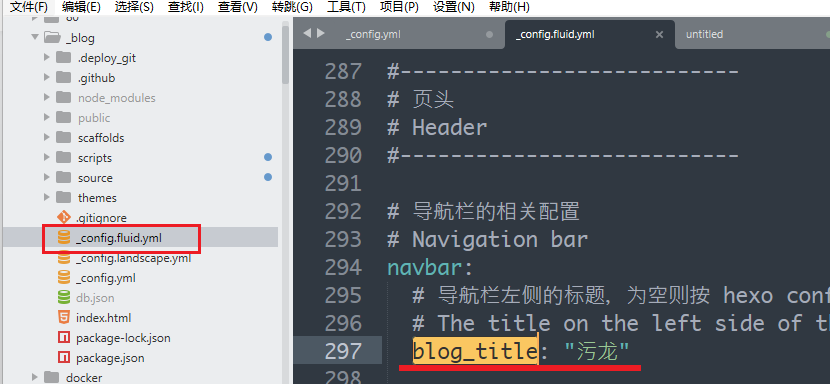 文件(F) 编辑(E) 选择(S) 查找(I) 查看(V) 转跳(G) 工具(T) 项目(P) 设置(N) 帮助(H)
80
_blog
.deploy_git
.github
node_modules
public
scaffolds
scripts
source
themes
.gitignore
_config.fluid.yml
_config.landscape.yml
_config.yml
db.json
index.html
package-lock.json
package.json
docker
_config.yml _config.fluid.yml × untitled
287 #----------------------------
288 # 页头
289 # Header
290 #----------------------------
291
292 # 导航栏的相关配置
293 # Navigation bar
294 navbar:
295 # 导航栏左侧的标题，为空则按 hexo conf
296 # The title on the left side of th
297 blog_title: "污龙"
298